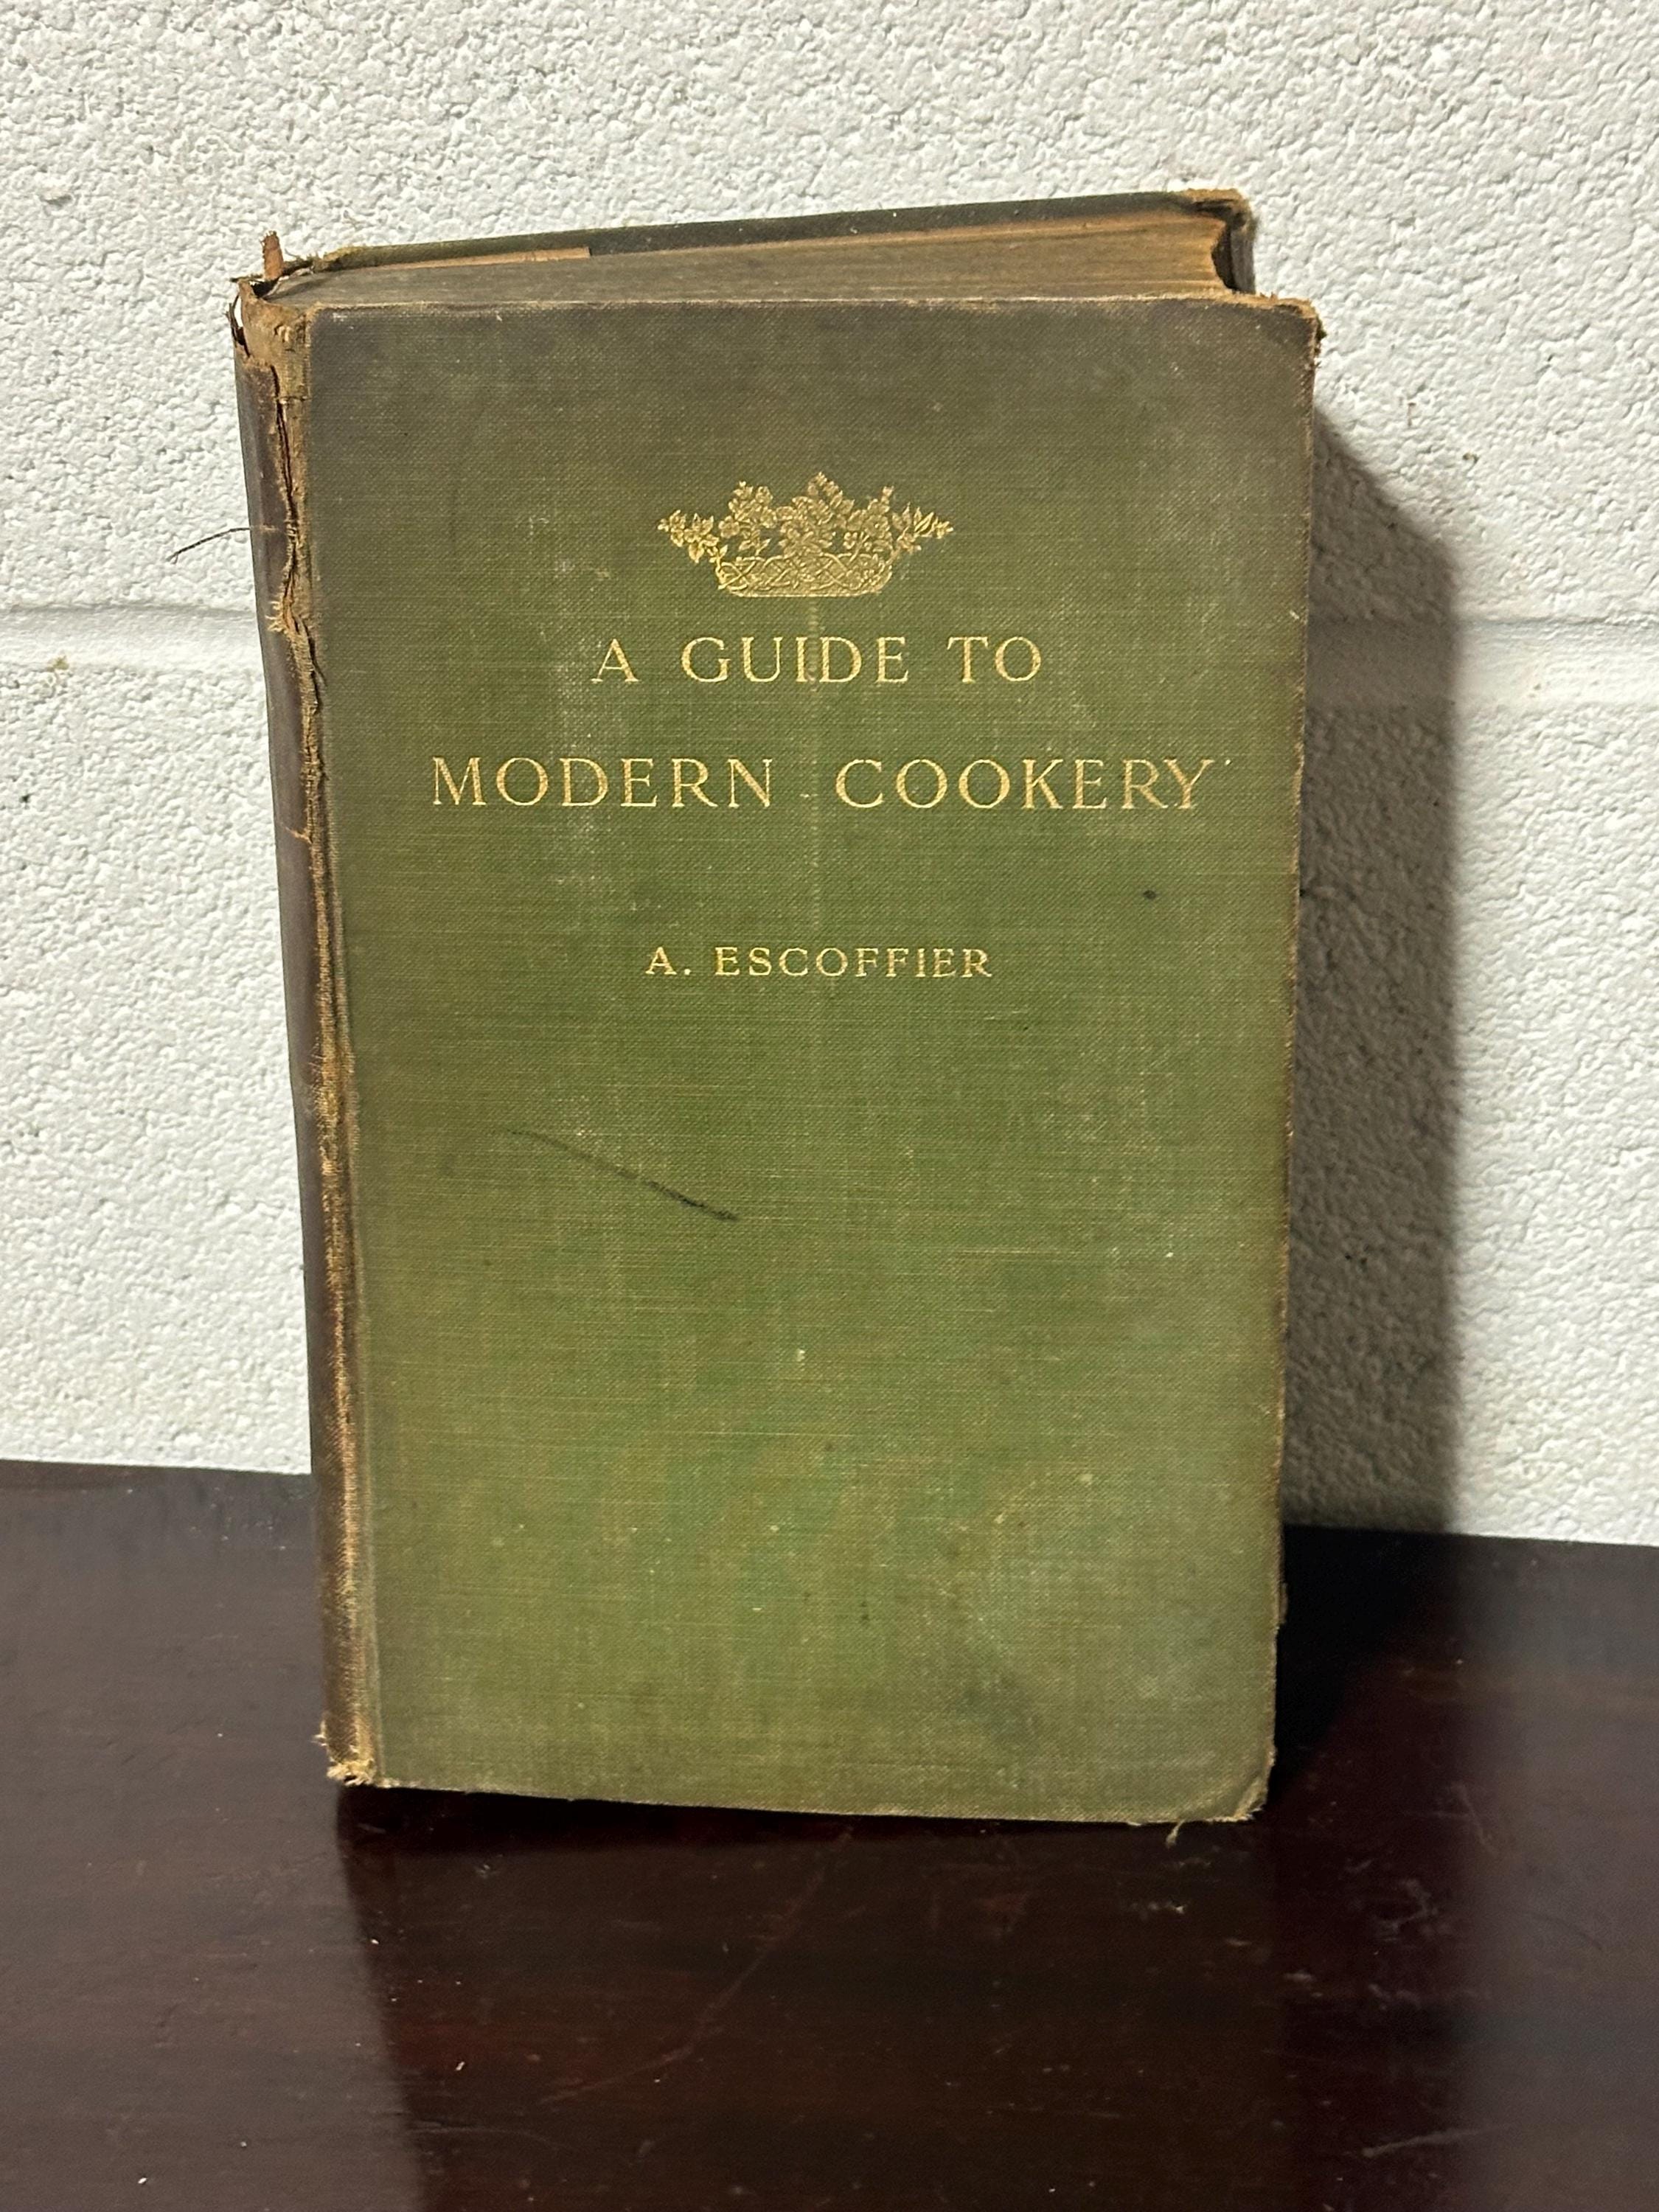 A GUIDE TO
MODERN COOKERY
A. ESCOFFIER